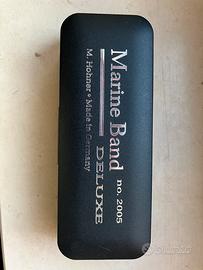 Marine Band
no. 2005
DELUXE
M. Hohner ° Made in Germany